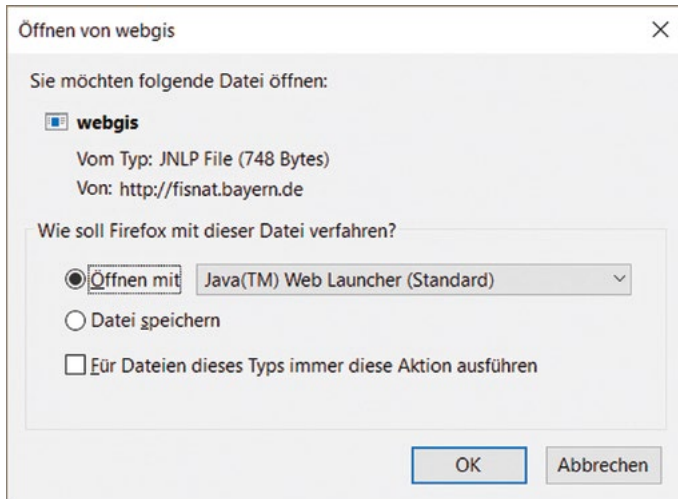 Öffnen von webgis
Sie möchten folgende Datei öffnen:
webgis
Vom Typ: JNLP File (748 Bytes)
Von: http://fisnat.bayern.de
Wie soll Firefox mit dieser Datei verfahren?
Öffnen mit Java(TM) Web Launcher (Standard)
Datei speichern
Für Dateien dieses Typs immer diese Aktion ausführen
OK Abbrechen